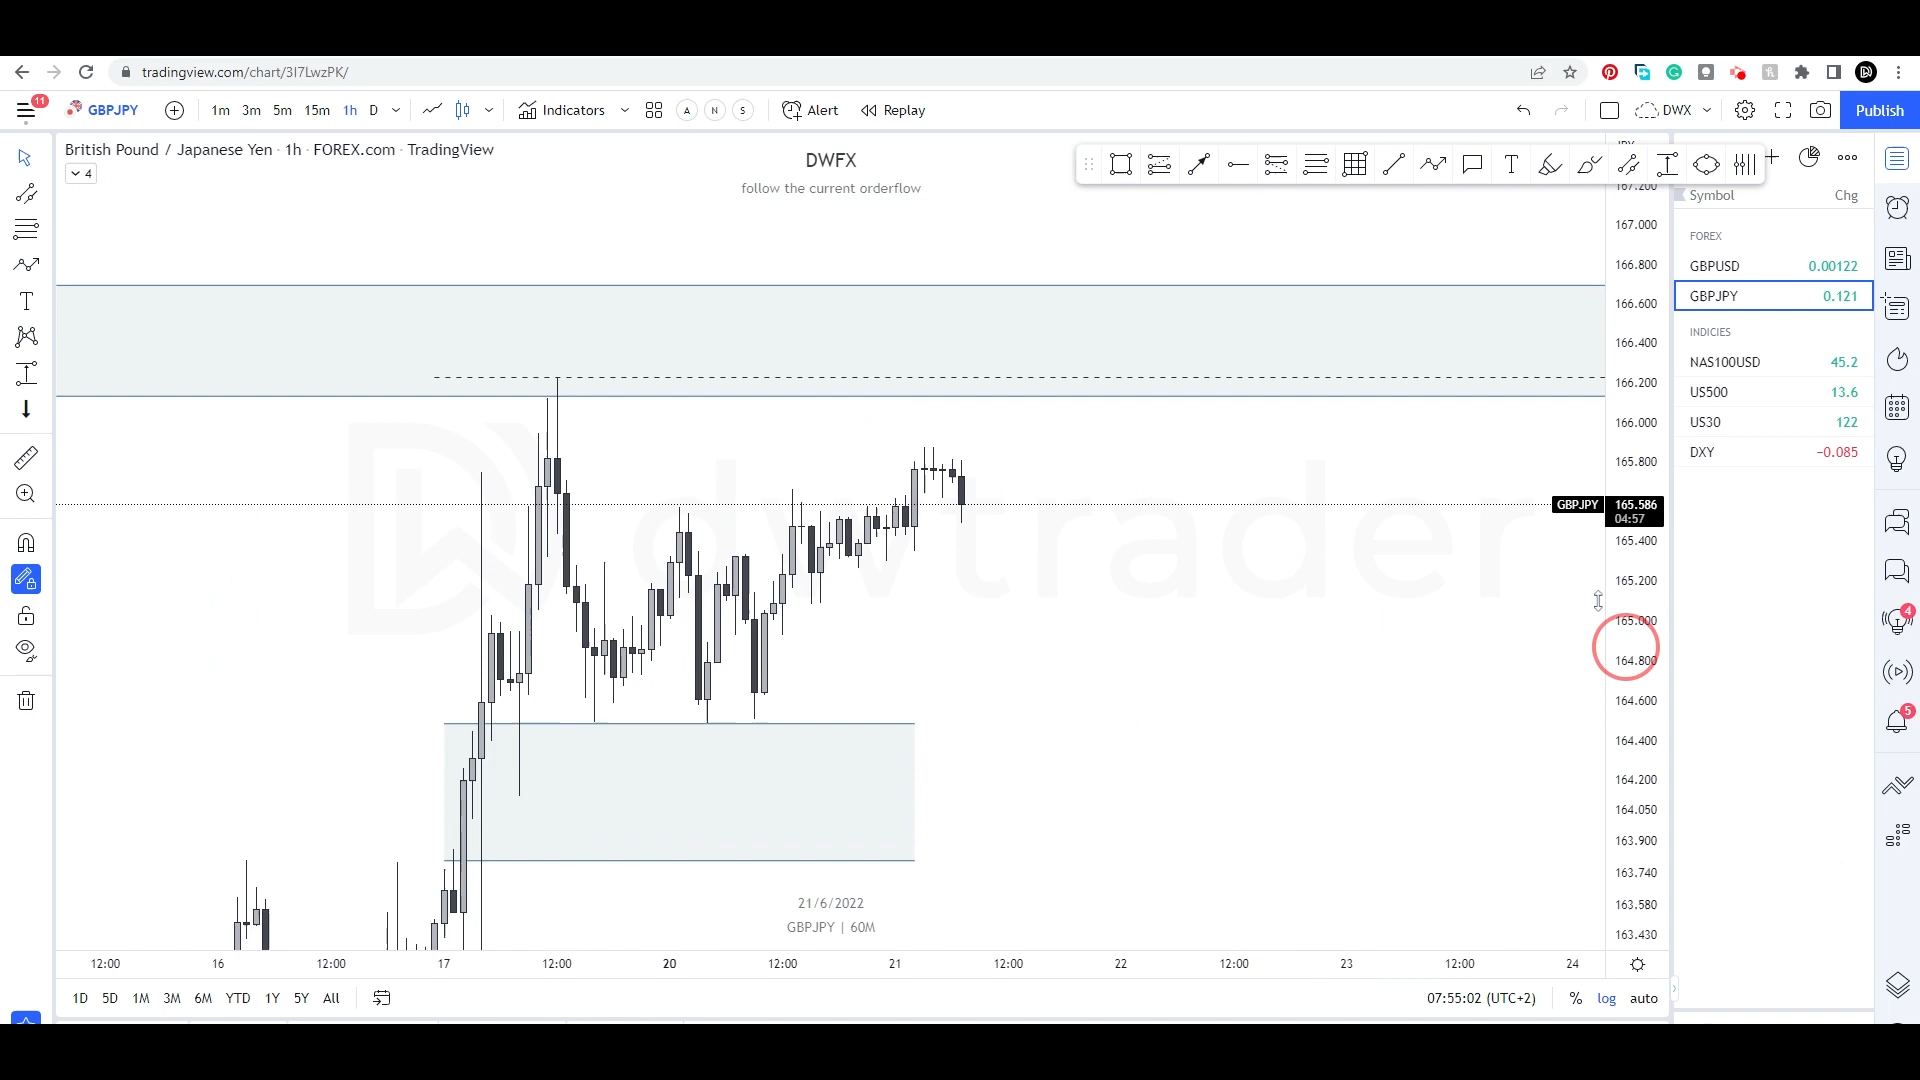 tradingview.com/chart/3I7LwzPK/
11
GBPJPY
1m 3m 5m 15m 1h D
Indicators
A N S
Alert
Replay
DWX
Publish
British Pound / Japanese Yen · 1h · FOREX.com · TradingView
4
DWFX
follow the current orderflow
T
T
Symbol Chg
FOREX
GBPUSD 0.00122
GBPJPY 0.121
INDICIES
NAS100USD 45.2
US500 13.6
US30 122
DXY −0.085
167.200
167.000
166.800
166.600
166.400
166.200
166.000
165.800
GBPJPY 165.586
04:57
165.400
165.200
165.000
164.800
164.600
164.400
164.200
164.050
163.900
163.740
163.580
163.430
dwtrader
4
5
21/6/2022
GBPJPY | 60M
12:00 16 12:00 17 12:00 20 12:00 21 12:00 22 12:00 23 12:00 24
1D 5D 1M 3M 6M YTD 1Y 5Y All
07:55:02 (UTC+2)
% log auto